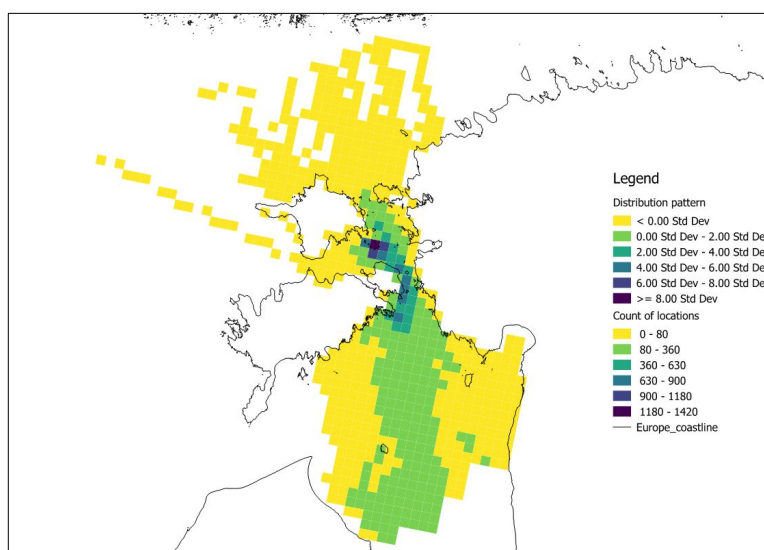 Legend
Distribution pattern
< 0.00 Std Dev
0.00 Std Dev - 2.00 Std De
2.00 Std Dev - 4.00 Std De
4.00 Std Dev - 6.00 Std De
6.00 Std Dev - 8.00 Std De
>= 8.00 Std Dev
Count of locations
0 - 80
80 - 360
360 - 630
630 - 900
900 - 1180
1180 - 1420
Europe_coastline